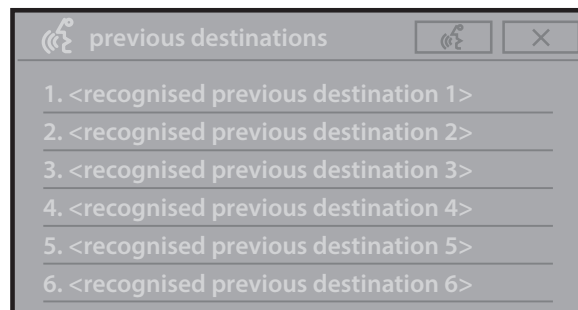 previous destinations
1. <recognised previous destination 1>
2. <recognised previous destination 2>
3. <recognised previous destination 3>
4. <recognised previous destination 4>
5. <recognised previous destination 5>
6. <recognised previous destination 6>